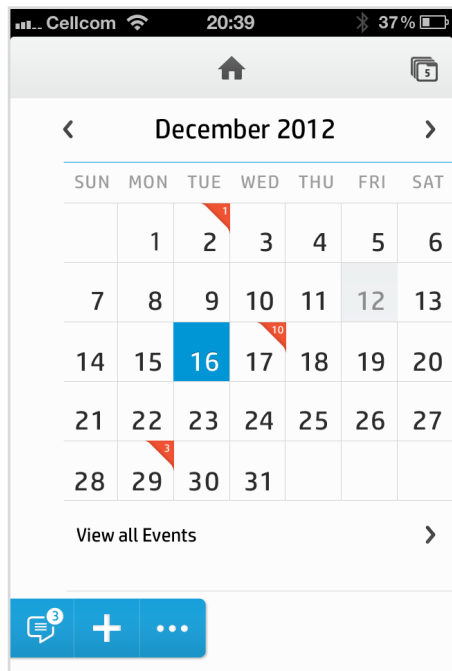 Cellcom 20:39 37%
5
December 2012
SUN MON TUE WED THU FRI SAT
1
1 2 3 4 5 6
7 8 9 10 11 12 13
10
14 15 16 17 18 19 20
21 22 23 24 25 26 27
3
28 29 30 31
View all Events
3